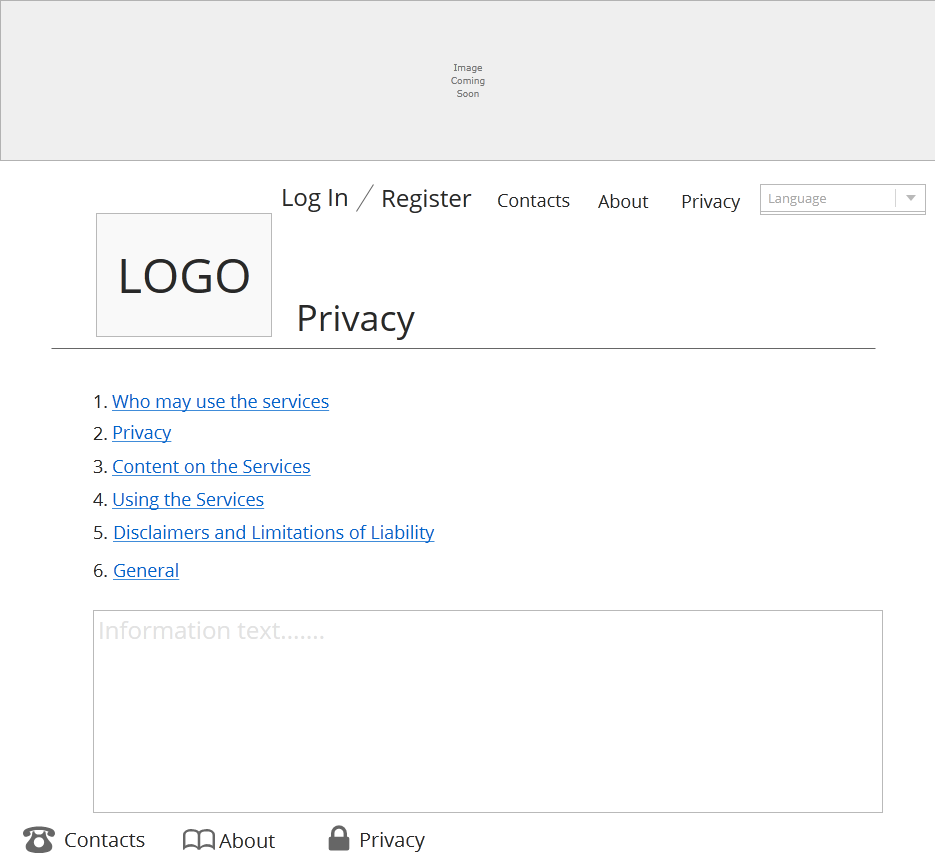 Image
Coming
Soon
Log In / Register Contacts About Privacy Language
LOGO
Privacy
1. Who may use the services
2. Privacy
3. Content on the Services
4. Using the Services
5. Disclaimers and Limitations of Liability
6. General
Information text.......
Contacts About Privacy